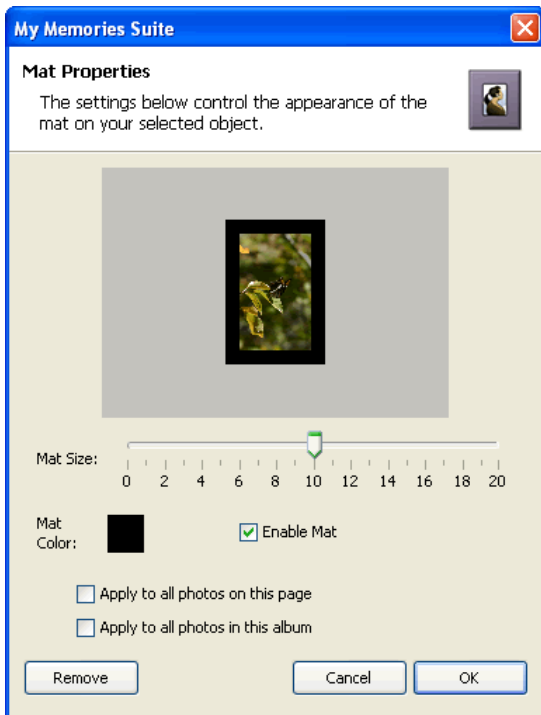 My Memories Suite
Mat Properties
The settings below control the appearance of the
mat on your selected object.
Mat Size:
0 2 4 6 8 10 12 14 16 18 20
Mat
Color:
Enable Mat
Apply to all photos on this page
Apply to all photos in this album
Remove Cancel OK